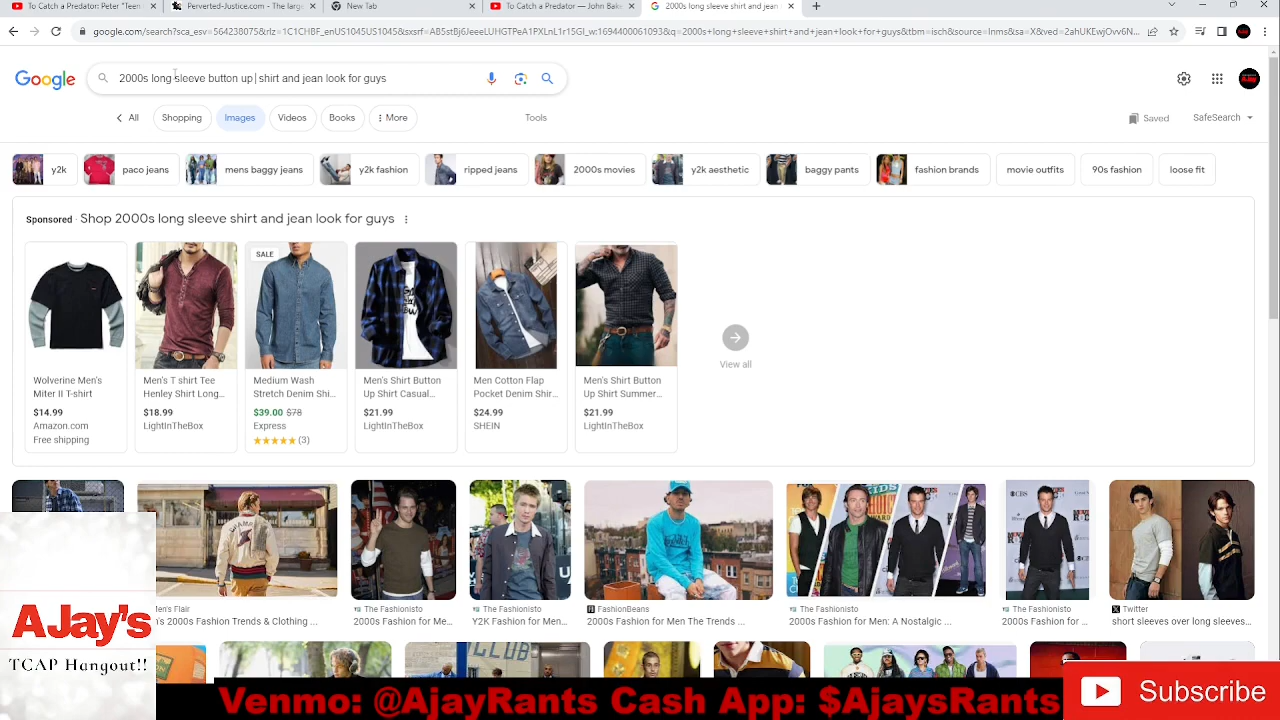 To Catch a Predator: Peter "Teen
Perverted-Justice.com - The large
New Tab
To Catch a Predator — John Bake
2000s long sleeve shirt and jean
google.com/search?sca_esv=564238075&rlz=1C1CHBF_enUS1045US1045&sxsrf=AB5stBj6JeeeLUHGTPeA1PXLnL1r15GI_w:1694400061093&q=2000s+long+sleeve+shirt+and+jean+look+for+guys&tbm=isch&source=lnms&sa=X&ved=2ahUKEwjOv6N...
Google
2000s long sleeve button up shirt and jean look for guys
All
Shopping
Images
Videos
Books
More
Tools
Saved
SafeSearch
y2k
paco jeans
mens baggy jeans
y2k fashion
ripped jeans
2000s movies
y2k aesthetic
baggy pants
fashion brands
movie outfits
90s fashion
loose fit
Sponsored · Shop 2000s long sleeve shirt and jean look for guys
SALE
Wolverine Men's
Miter II T-shirt
$14.99
Amazon.com
Free shipping
Men's T shirt Tee
Henley Shirt Long...
$18.99
LightInTheBox
Medium Wash
Stretch Denim Shi...
$39.00 $78
Express
(3)
Men's Shirt Button
Up Shirt Casual...
$21.99
LightInTheBox
Men Cotton Flap
Pocket Denim Shir...
$24.99
SHEIN
Men's Shirt Button
Up Shirt Summer...
$21.99
LightInTheBox
View all
Flair
2000s Fashion Trends & Clothing ...
The Fashionisto
2000s Fashion for Me...
The Fashionisto
Y2K Fashion for Men...
FashionBeans
2000s Fashion for Men The Trends ...
The Fashionisto
2000s Fashion for Men: A Nostalgic ...
The Fashionisto
2000s Fashion for ...
Twitter
short sleeves over long sleeves...
AJay's
TCAP Hangout!!
Venmo: @AjayRants Cash App: $AjaysRants
Subscribe